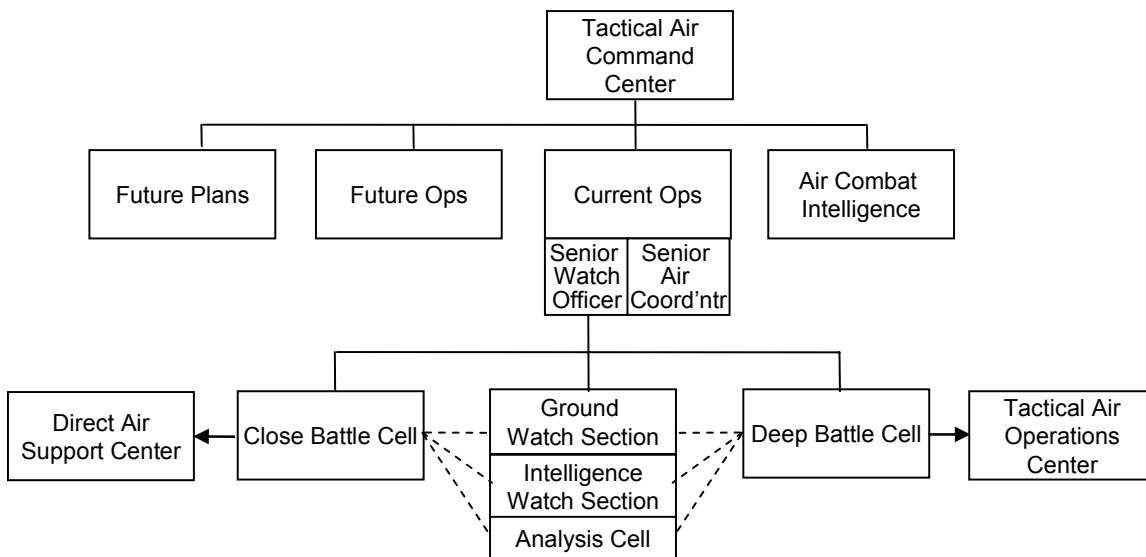 Tactical Air
Command
Center
Future Plans
Future Ops
Current Ops
Air Combat
Intelligence
Senior
Watch
Officer
Senior
Air
Coord’ntr
Direct Air
Support Center
Close Battle Cell
Ground
Watch Section
Intelligence
Watch Section
Analysis Cell
Deep Battle Cell
Tactical Air
Operations
Center